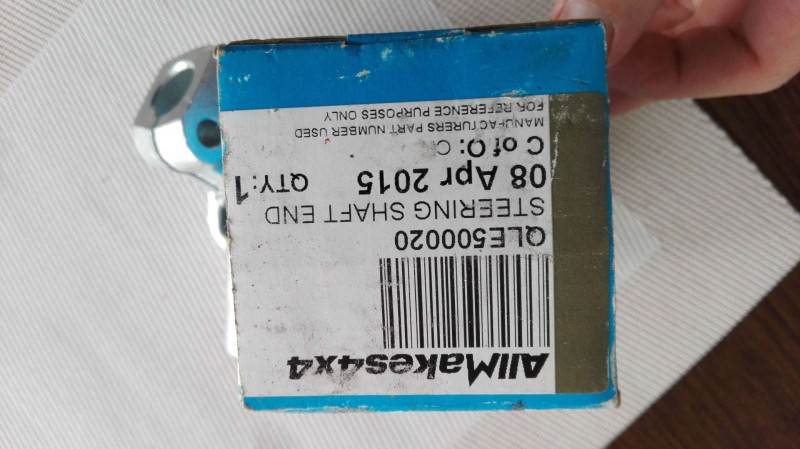 AllMakes4x4
QLE500020
STEERING SHAFT END
08 Apr 2015 QTY:1
C of O:
MANUFACTURERS PART NUMBER USED
FOR REFERENCE PURPOSES ONLY